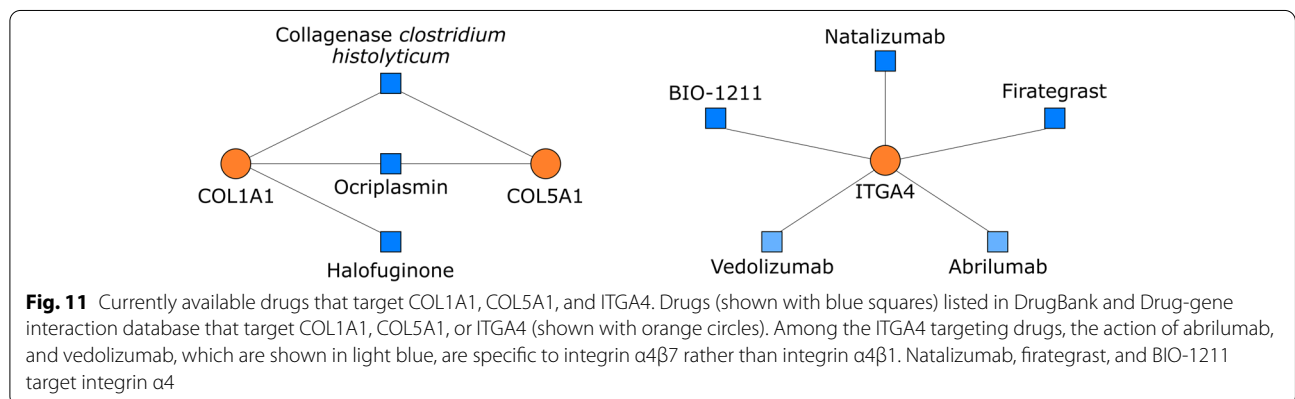 Collagenase clostridium
histolyticum
COL1A1
Ocriplasmin
COL5A1
Halofuginone
Natalizumab
BIO-1211
Firategrast
ITGA4
Vedolizumab
Abrilumab
Fig. 11 Currently available drugs that target COL1A1, COL5A1, and ITGA4. Drugs (shown with blue squares) listed in DrugBank and Drug-gene
interaction database that target COL1A1, COL5A1, or ITGA4 (shown with orange circles). Among the ITGA4 targeting drugs, the action of abrilumab,
and vedolizumab, which are shown in light blue, are specific to integrin α4β7 rather than integrin α4β1. Natalizumab, firategrast, and BIO-1211
target integrin α4